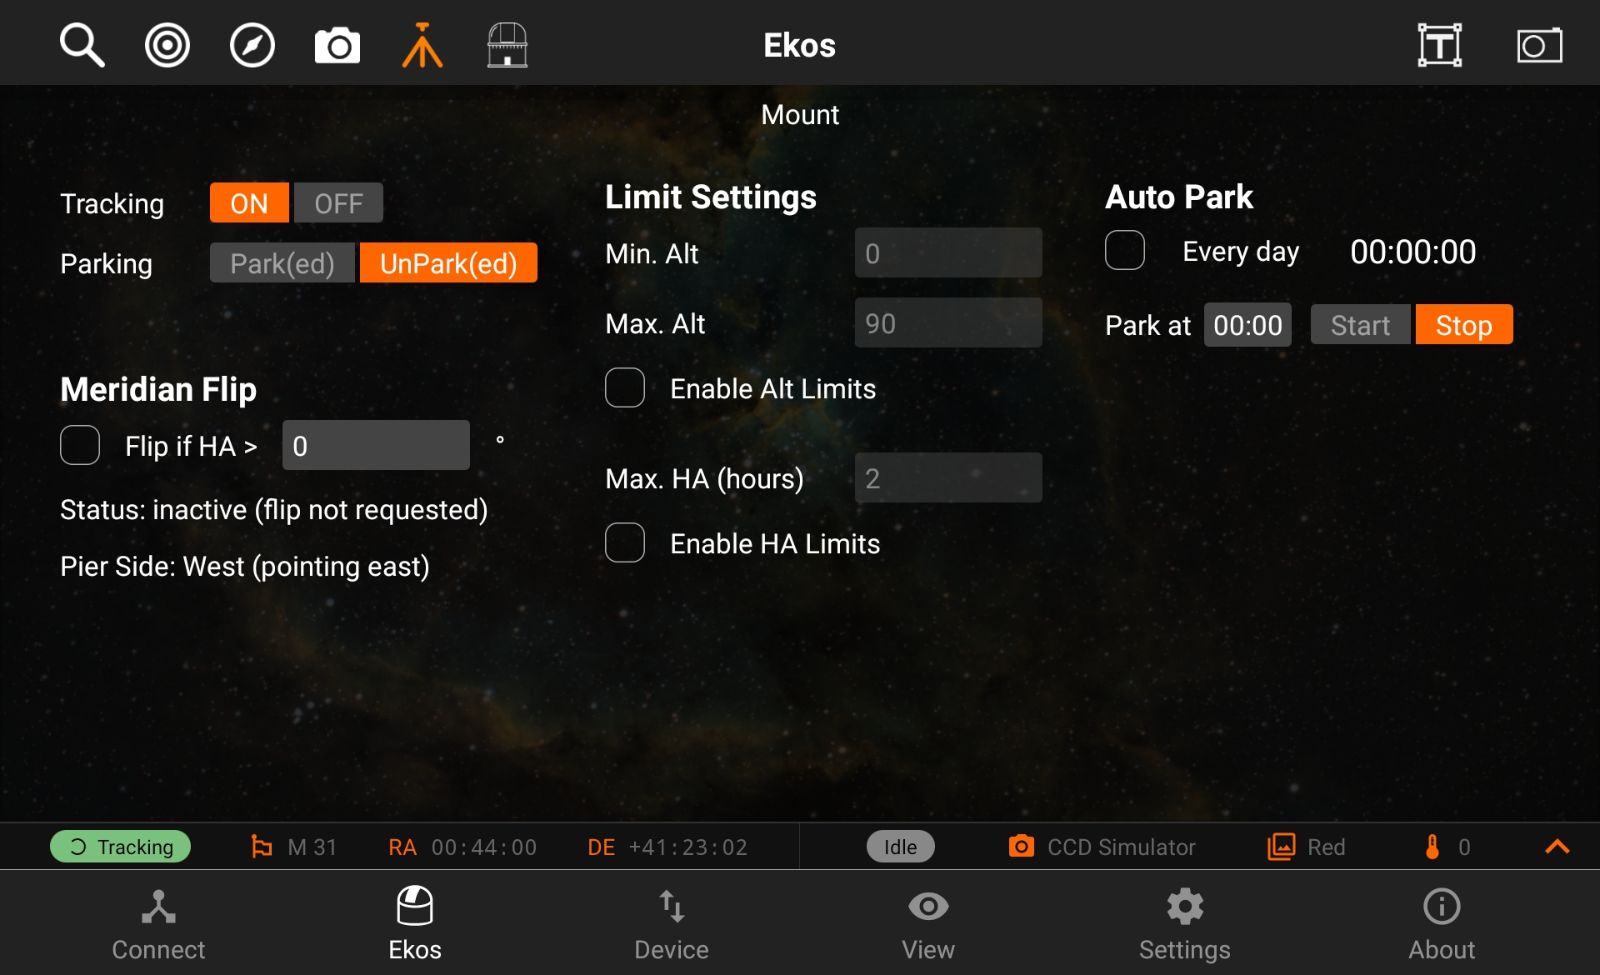 Ekos
T
Mount
Tracking ON OFF
Parking Park(ed) UnPark(ed)
Meridian Flip
Flip if HA > 0 °
Status: inactive (flip not requested)
Pier Side: West (pointing east)
Limit Settings
Min. Alt 0
Max. Alt 90
Enable Alt Limits
Max. HA (hours) 2
Enable HA Limits
Auto Park
Every day 00:00:00
Park at 00:00 Start Stop
Tracking M 31 RA 00:44:00 DE +41:23:02 Idle CCD Simulator Red 0
Connect Ekos Device View Settings About